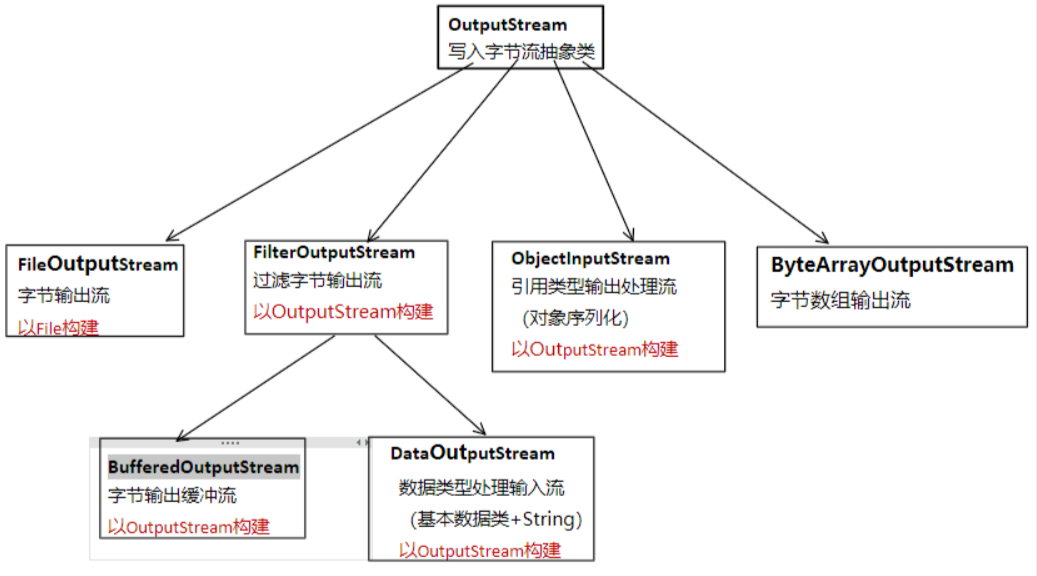 OutputStream
写入字节流抽象类
FileOutputStream
字节输出流
以File构建
FilterOutputStream
过滤字节输出流
以OutputStream构建
ObjectInputStream
引用类型输出处理流
(对象序列化)
以OutputStream构建
ByteArrayOutputStream
字节数组输出流
BufferedOutputStream
字节输出缓冲流
以OutputStream构建
DataOutputStream
数据类型处理输入流
(基本数据类+String)
以OutputStream构建